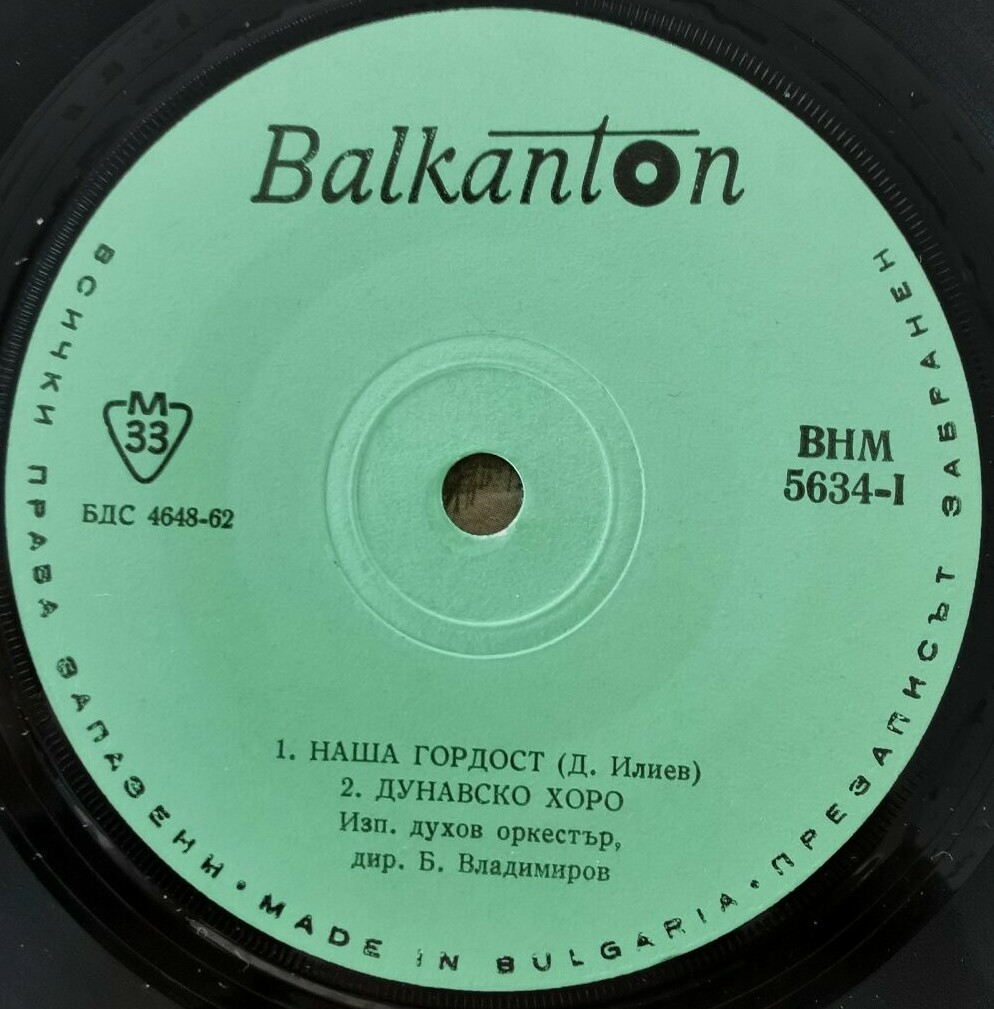 Balkanton
ВСИЧКИ ПРАВА ЗАПАЗЕНИ • MADE IN BULGARIA • ПРЕЗАПИСЪТ ЗАБРАНЕН
М
33
БДС 4648-62
ВНМ
5634-I
1. НАША ГОРДОСТ (Д. Илиев)
2. ДУНАВСКО ХОРО
Изп. духов оркестър,
дир. Б. Владимиров